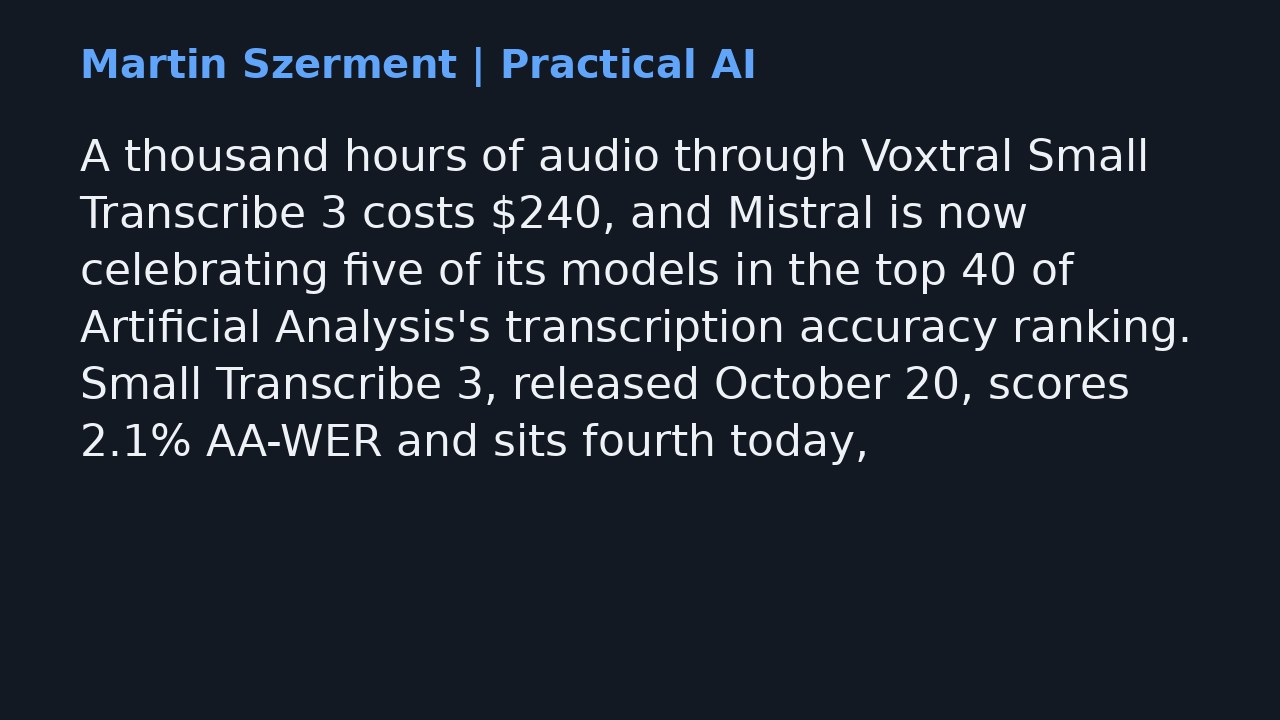 Martin Szerment | Practical AI
A thousand hours of audio through Voxtral Small
Transcribe 3 costs $240, and Mistral is now
celebrating five of its models in the top 40 of
Artificial Analysis's transcription accuracy ranking.
Small Transcribe 3, released October 20, scores
2.1% AA-WER and sits fourth today,